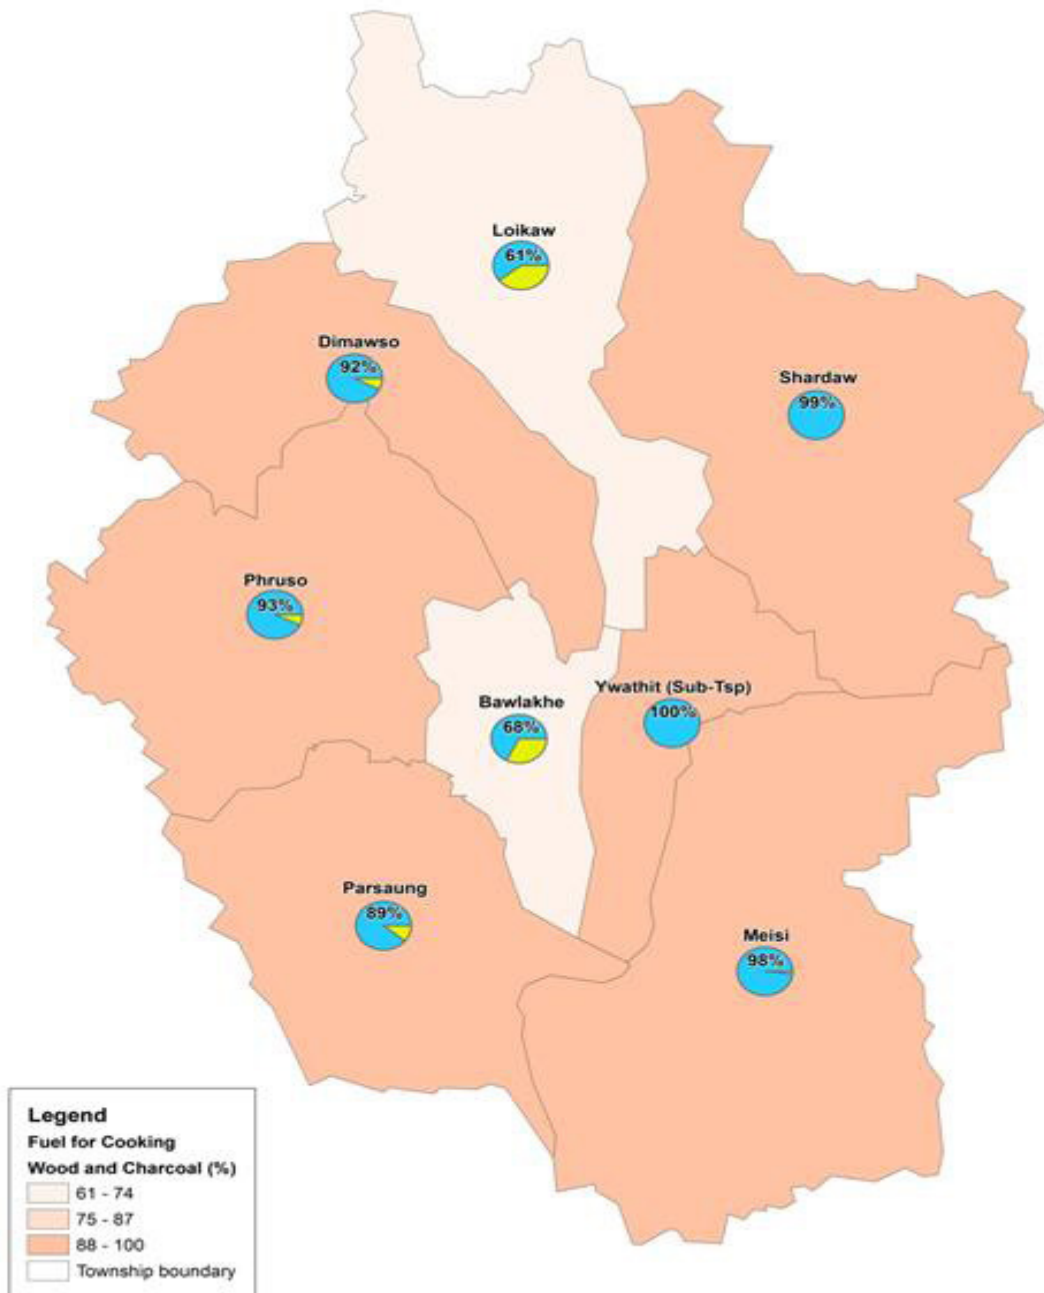 Loikaw
61%
Dimawso
92%
Shardaw
99%
Phruso
93%
Ywathit (Sub-Tsp)
100%
Bawlakhe
68%
Parsaung
89%
Meisi
98%
Legend
Fuel for Cooking
Wood and Charcoal (%)
61 - 74
75 - 87
88 - 100
Township boundary